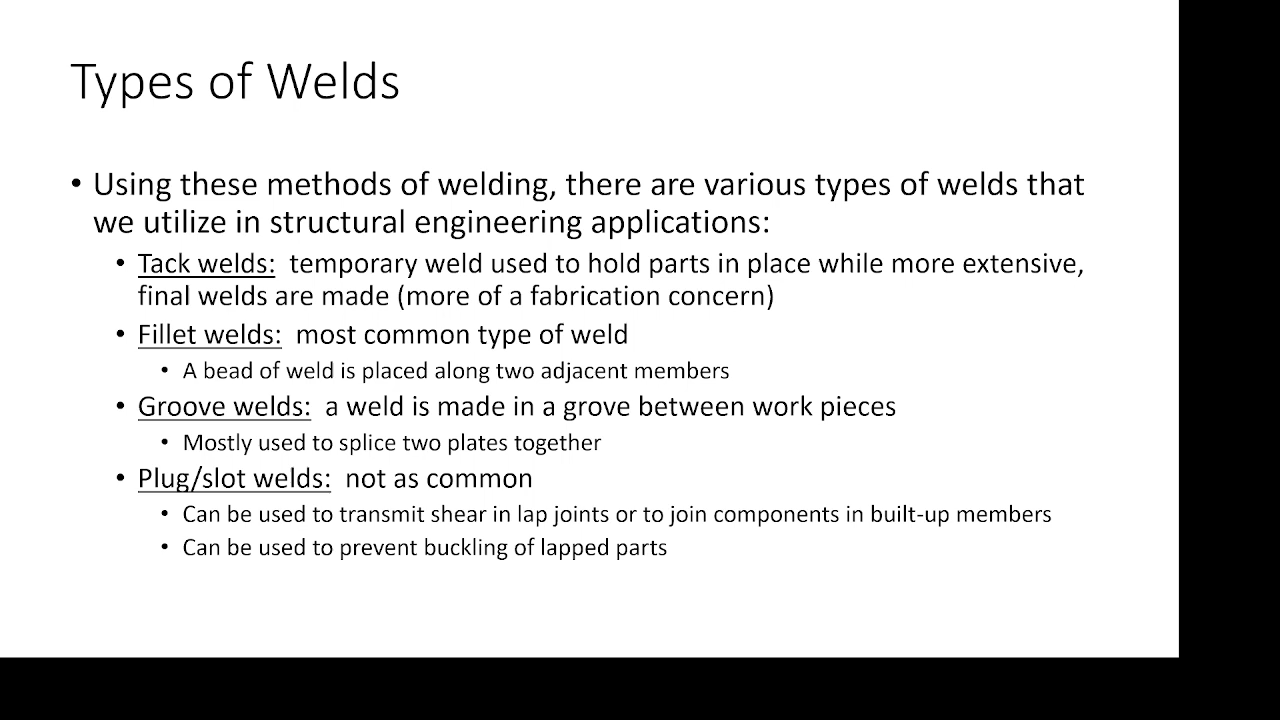 Types of Welds
• Using these methods of welding, there are various types of welds that
we utilize in structural engineering applications:
• Tack welds:  temporary weld used to hold parts in place while more extensive,
final welds are made (more of a fabrication concern)
• Fillet welds:  most common type of weld
• A bead of weld is placed along two adjacent members
• Groove welds:  a weld is made in a grove between work pieces
• Mostly used to splice two plates together
• Plug/slot welds:  not as common
• Can be used to transmit shear in lap joints or to join components in built-up members
• Can be used to prevent buckling of lapped parts